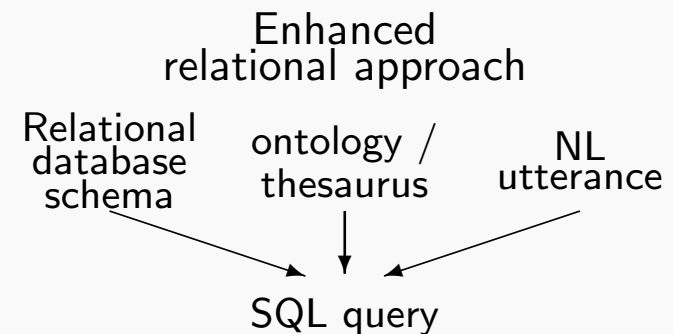 Enhanced
relational approach
Relational
database
schema
ontology /
thesaurus
NL
utterance
SQL query